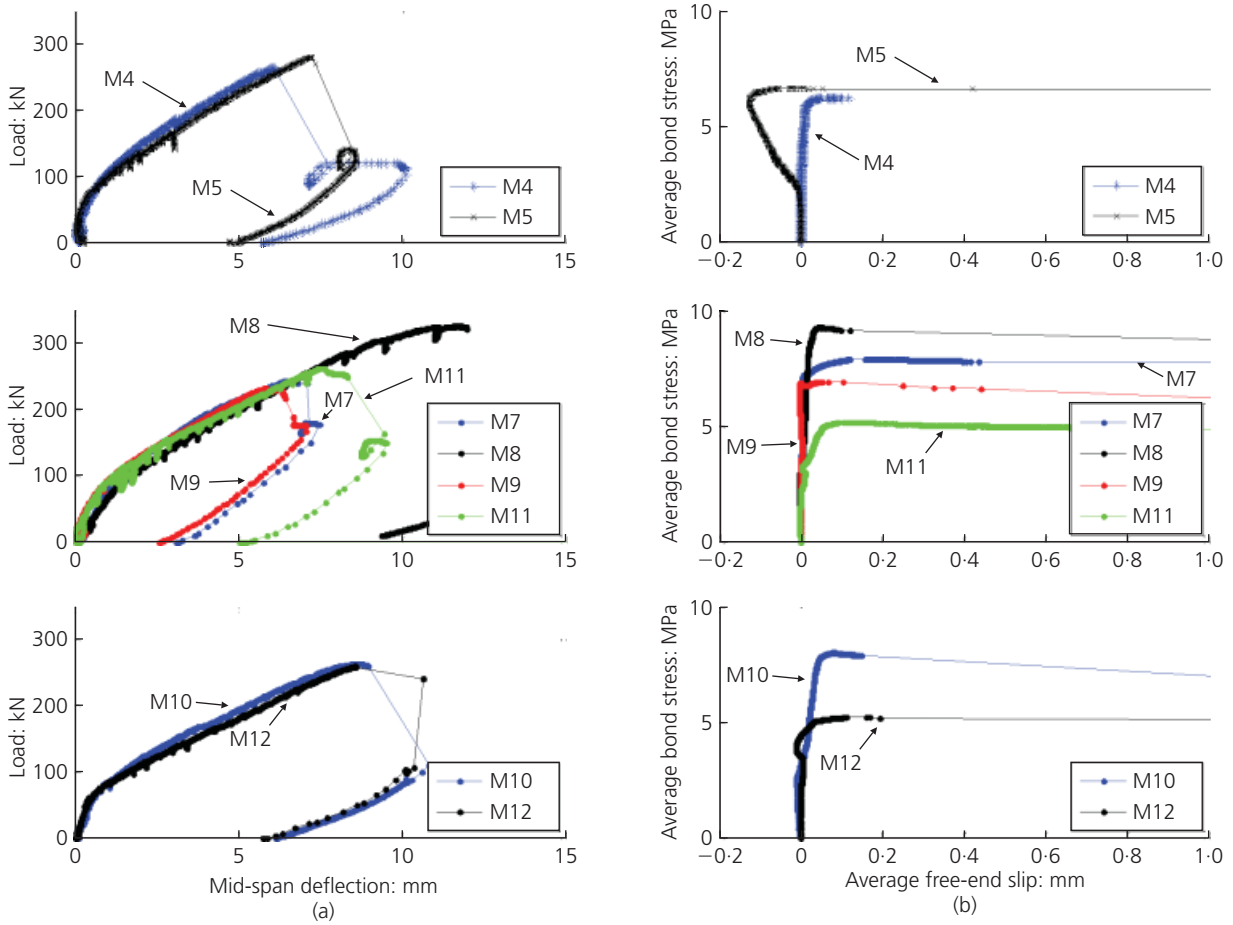 300
200
100
0
Load: kN
M4
M5
M4
M5
0
5
10
15
10
5
0
Average bond stress: MPa
M5
M4
M4
M5
−0·2
0
0·2
0·4
0·6
0·8
1·0
300
200
100
0
Load: kN
M8
M11
M7
M9
M7
M8
M9
M11
0
5
10
15
10
5
0
Average bond stress: MPa
M8
M7
M9
M11
M7
M8
M9
M11
−0·2
0
0·2
0·4
0·6
0·8
1·0
300
200
100
0
Load: kN
M10
M12
M10
M12
0
5
10
15
Mid-span deflection: mm
(a)
10
5
0
Average bond stress: MPa
M10
M12
M10
M12
−0·2
0
0·2
0·4
0·6
0·8
1·0
Average free-end slip: mm
(b)